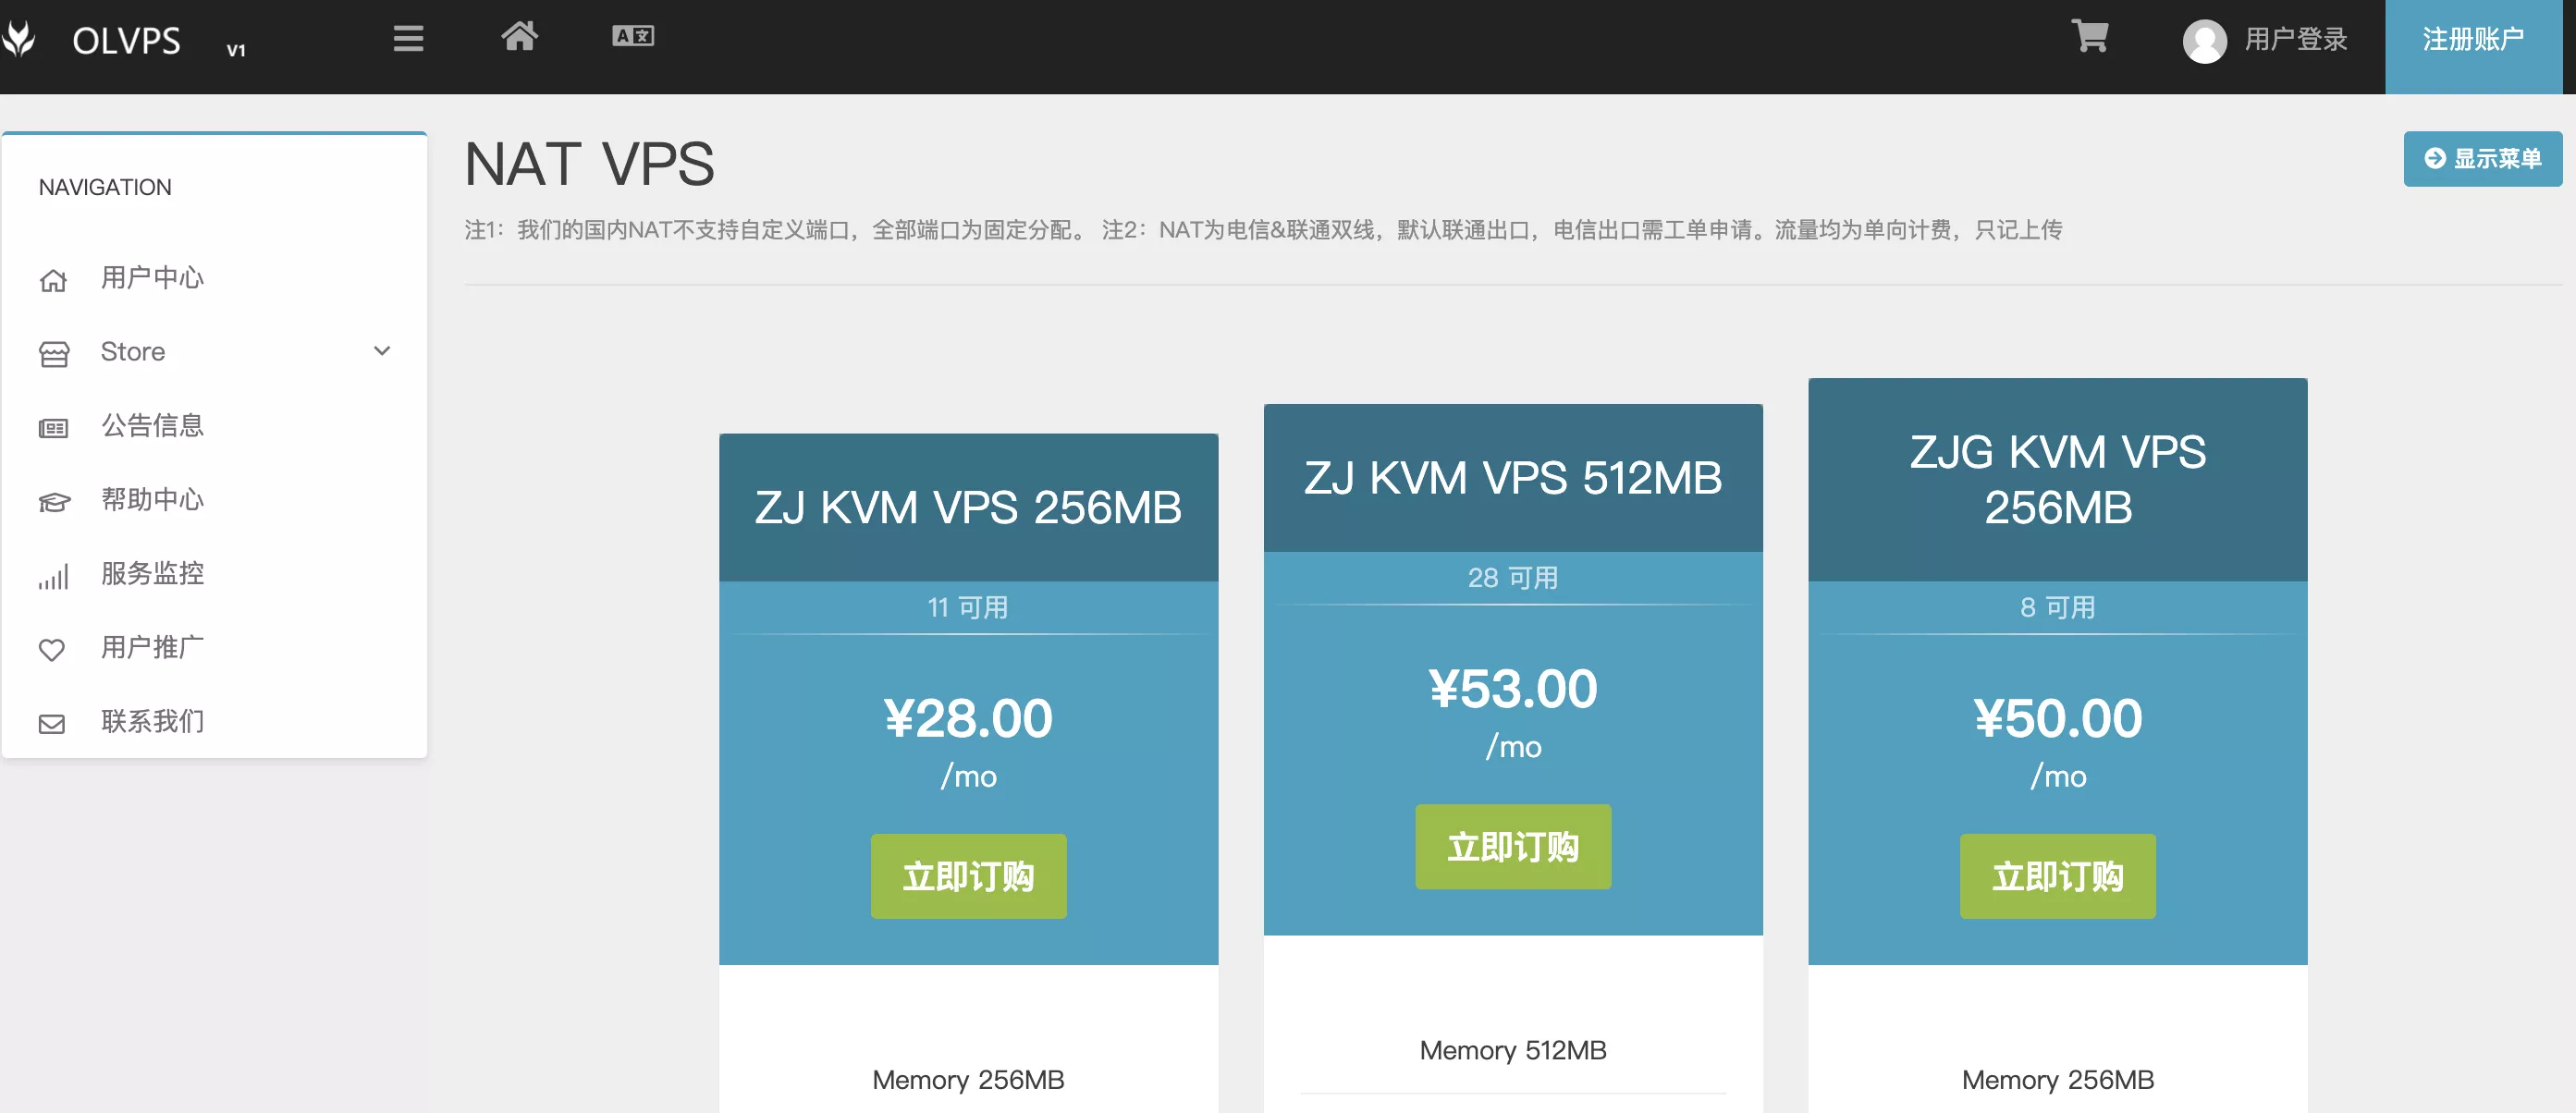 OLVPS V1
A文
用户登录
注册账户
NAVIGATION
用户中心
Store
公告信息
帮助中心
服务监控
用户推广
联系我们
NAT VPS
显示菜单
注1：我们的国内NAT不支持自定义端口，全部端口为固定分配。 注2：NAT为电信&联通双线，默认联通出口，电信出口需工单申请。流量均为单向计费，只记上传
ZJ KVM VPS 256MB
11 可用
¥28.00
/mo
立即订购
Memory 256MB
ZJ KVM VPS 512MB
28 可用
¥53.00
/mo
立即订购
Memory 512MB
ZJG KVM VPS
256MB
8 可用
¥50.00
/mo
立即订购
Memory 256MB